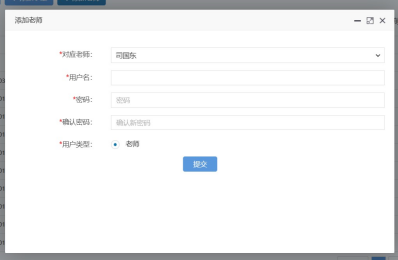 添加老师
*对应老师： 司国东
*用户名：
*密码： 密码
*确认密码： 确认新密码
*用户类型： 老师
提交